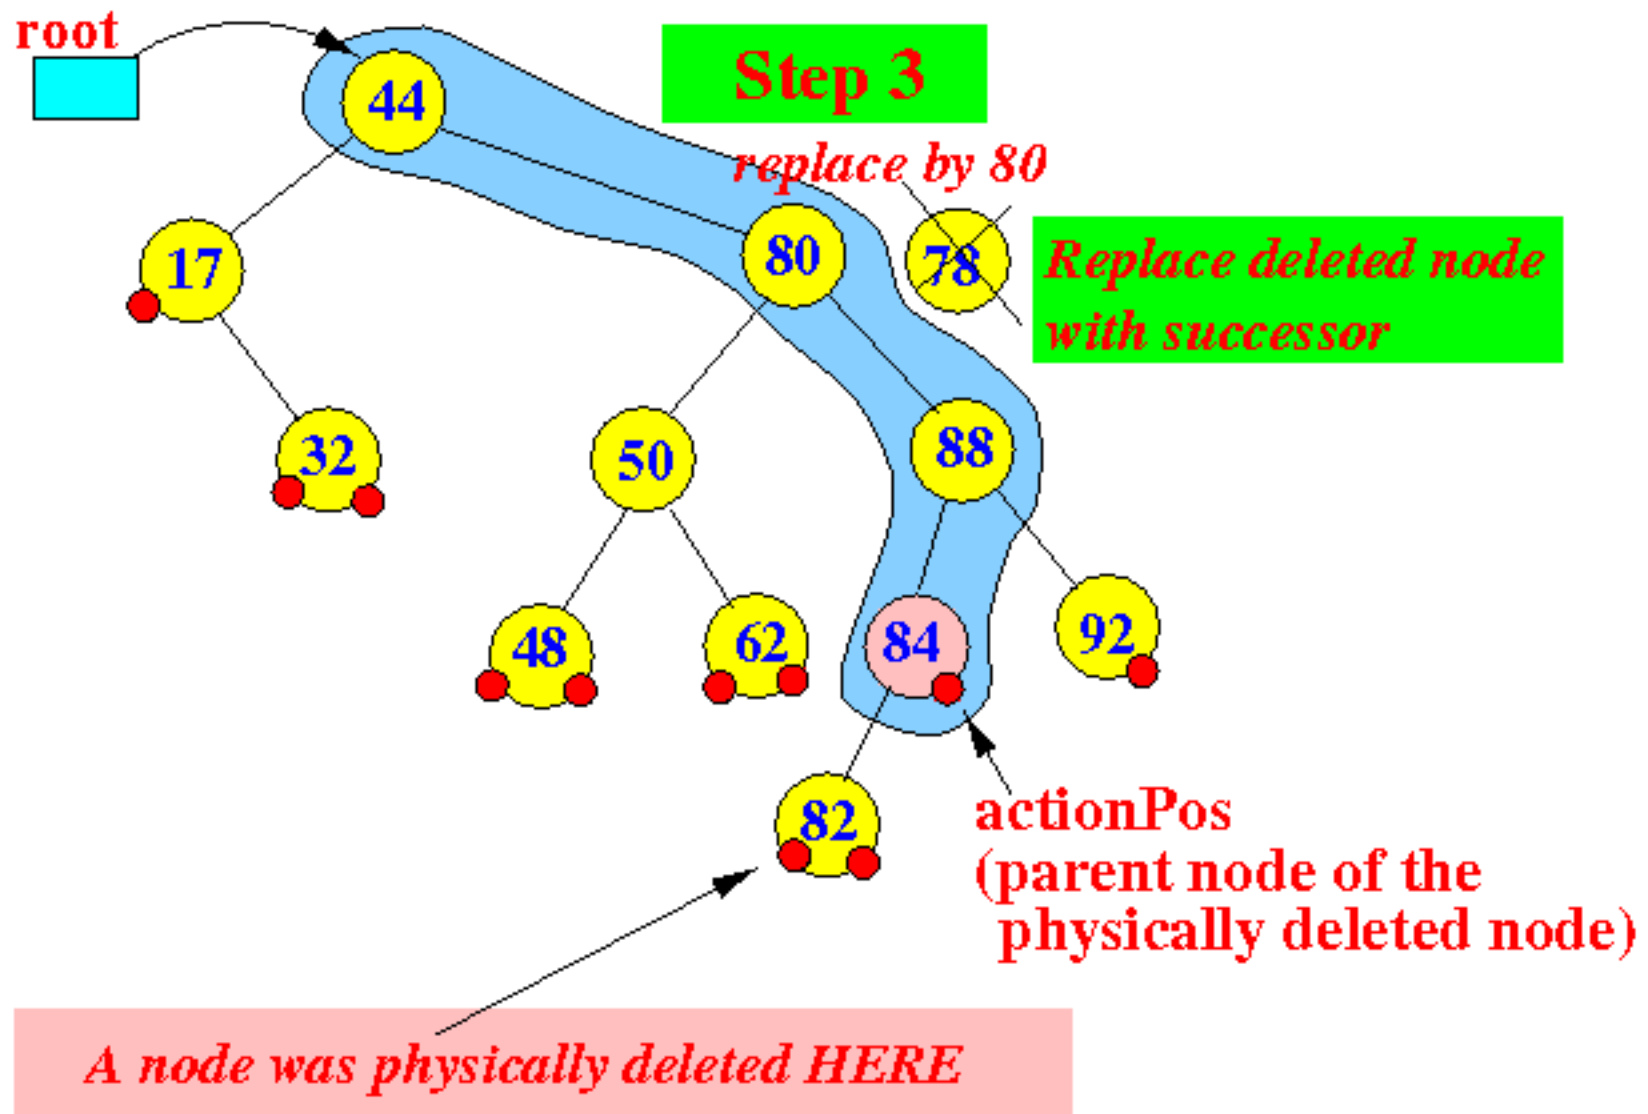 root
44
Step 3
replace by 80
17
80
78
Replace deleted node
with successor
32
50
88
48
62
84
92
82
actionPos
(parent node of the
physically deleted node)
A node was physically deleted HERE